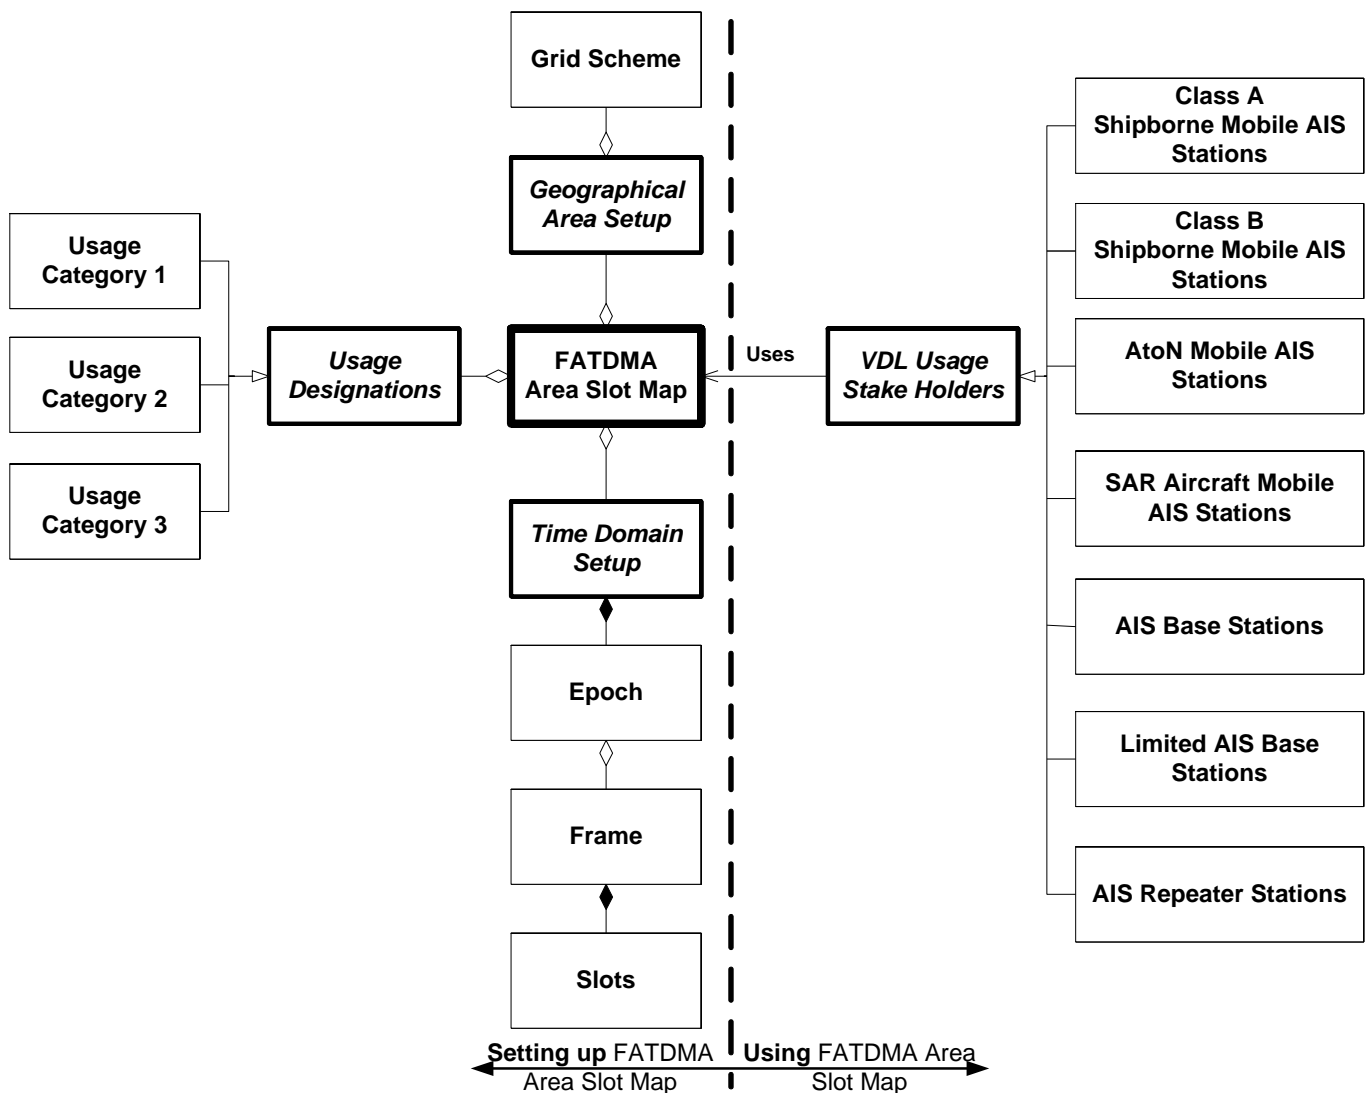 Grid Scheme
Geographical
Area Setup
Usage
Category 1
Usage
Category 2
Usage
Category 3
Usage
Designations
FATDMA
Area Slot Map
Time Domain
Setup
Epoch
Frame
Slots
Uses
VDL Usage
Stake Holders
Class A
Shipborne Mobile AIS
Stations
Class B
Shipborne Mobile AIS
Stations
AtoN Mobile AIS
Stations
SAR Aircraft Mobile
AIS Stations
AIS Base Stations
Limited AIS Base
Stations
AIS Repeater Stations
Setting up FATDMA
Area Slot Map
Using FATDMA Area
Slot Map